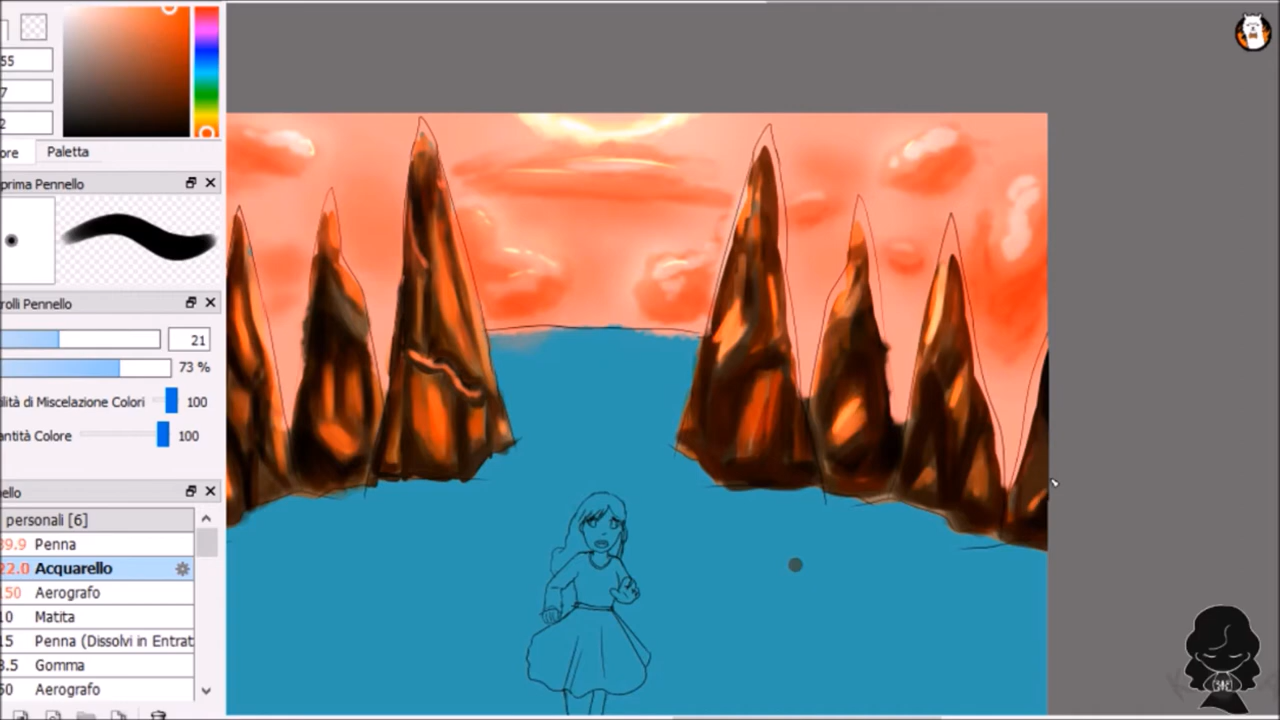 55
7
2
ore Paletta
prima Pennello
rolli Pennello
21
73 %
ilità di Miscelazione Colori 100
antità Colore 100
ello
personali [6]
39.9 Penna
22.0 Acquarello
50 Aerografo
10 Matita
15 Penna (Dissolvi in Entrat
8.5 Gomma
50 Aerografo